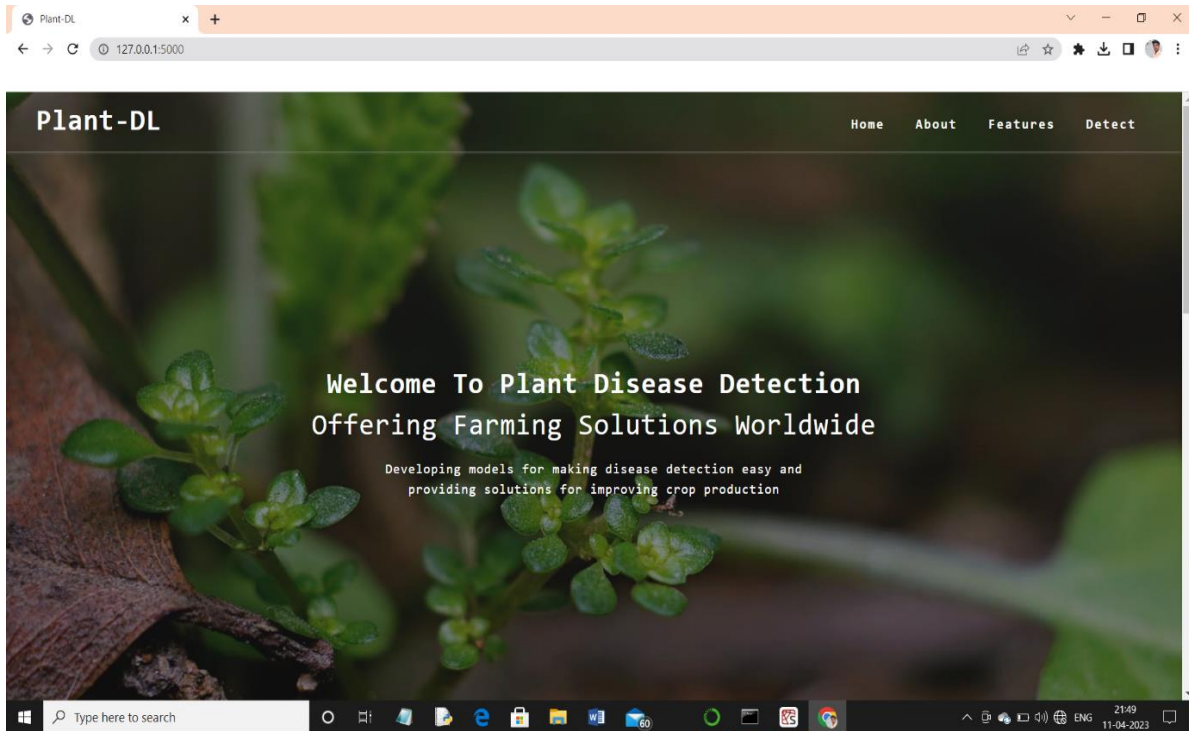 Plant-DL
127.0.0.1:5000
Plant-DL
Home About Features Detect
Welcome To Plant Disease Detection
Offering Farming Solutions Worldwide
Developing models for making disease detection easy and
providing solutions for improving crop production
Type here to search
60
ENG
21:49
11-04-2023